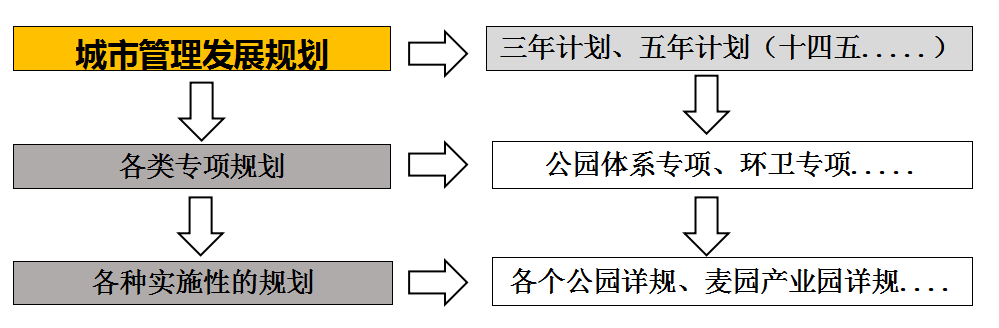 城市管理发展规划
三年计划、五年计划（十四五.....）
各类专项规划
公园体系专项、环卫专项.....
各种实施性的规划
各个公园详规、麦园产业园详规....